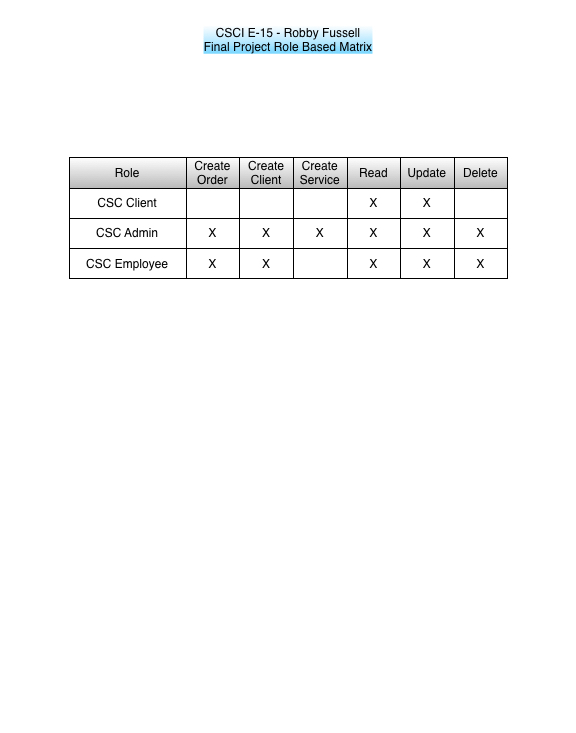 CSCI E-15 - Robby Fussell
Final Project Role Based Matrix
Role Create Order Create Client Create Service Read Update Delete
CSC Client X X
CSC Admin X X X X X X
CSC Employee X X X X X